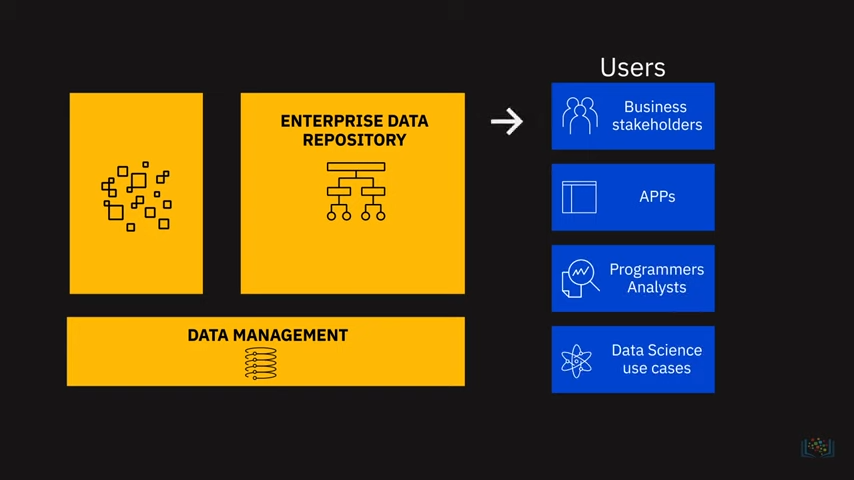 Users
ENTERPRISE DATA
REPOSITORY
Business
stakeholders
APPs
Programmers
Analysts
DATA MANAGEMENT
Data Science
use cases